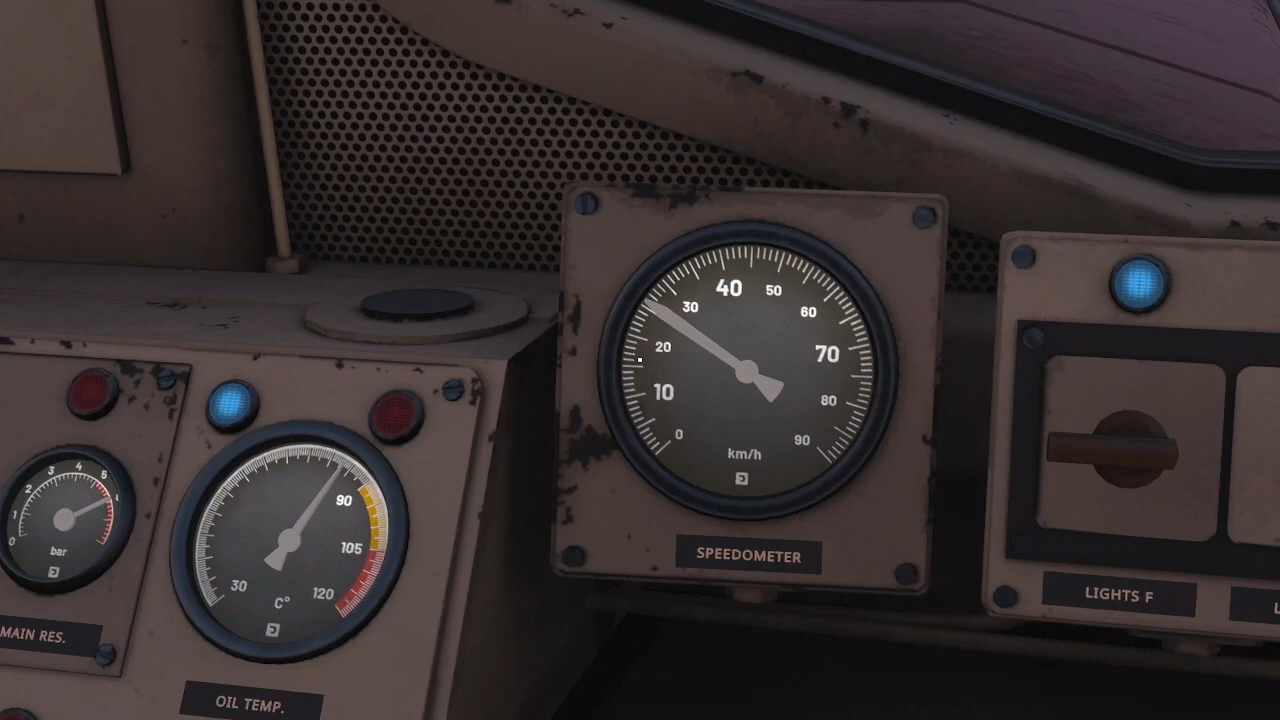 0
1
2
3
4
5
bar
MAIN RES.
30
90
105
120
C°
OIL TEMP.
0
10
20
30
40
50
60
70
80
90
km/h
SPEEDOMETER
LIGHTS F
L